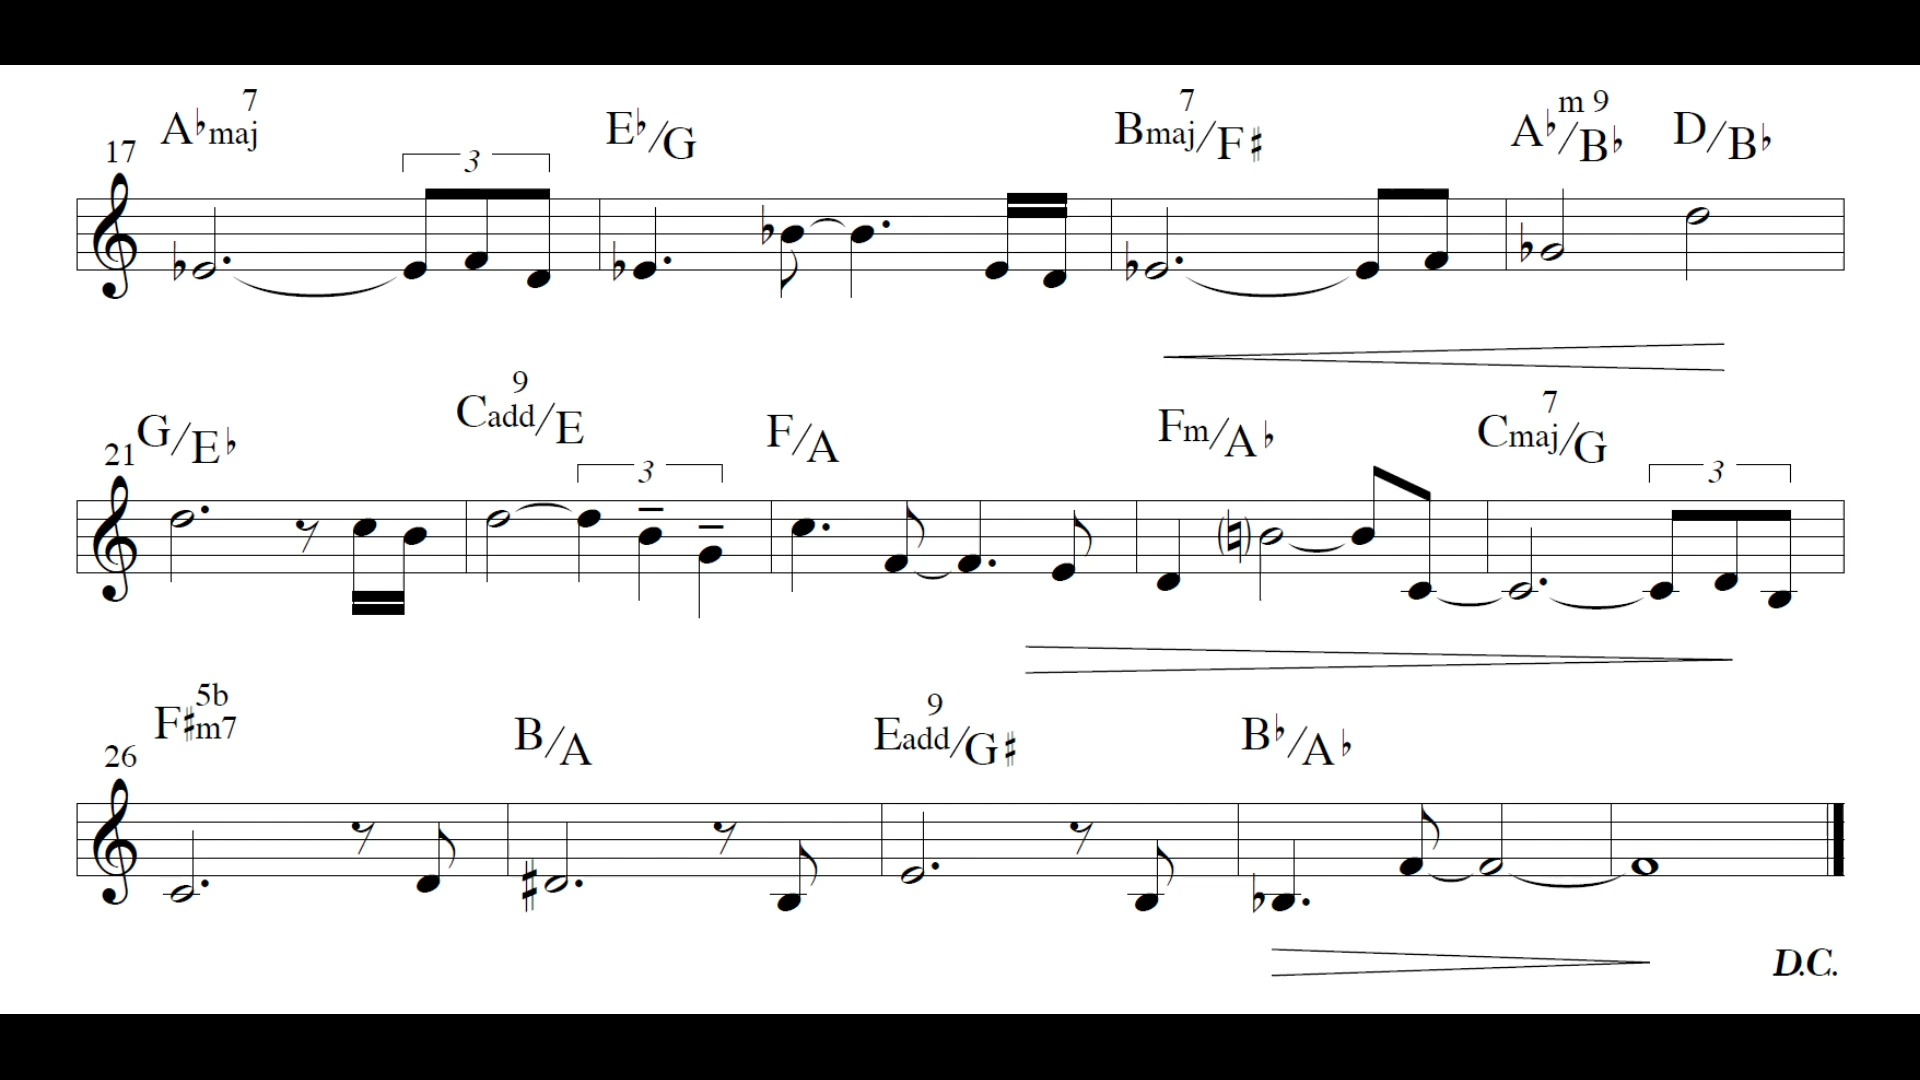 17 A♭maj7 E♭/G Bmaj7/F♯ A♭m9/B♭ D/B♭
3
21 G/E♭ Cadd9/E F/A Fm/A♭ Cmaj7/G
3 3
26 F♯m7 5b B/A Eadd9/G♯ B♭/A♭
D.C.